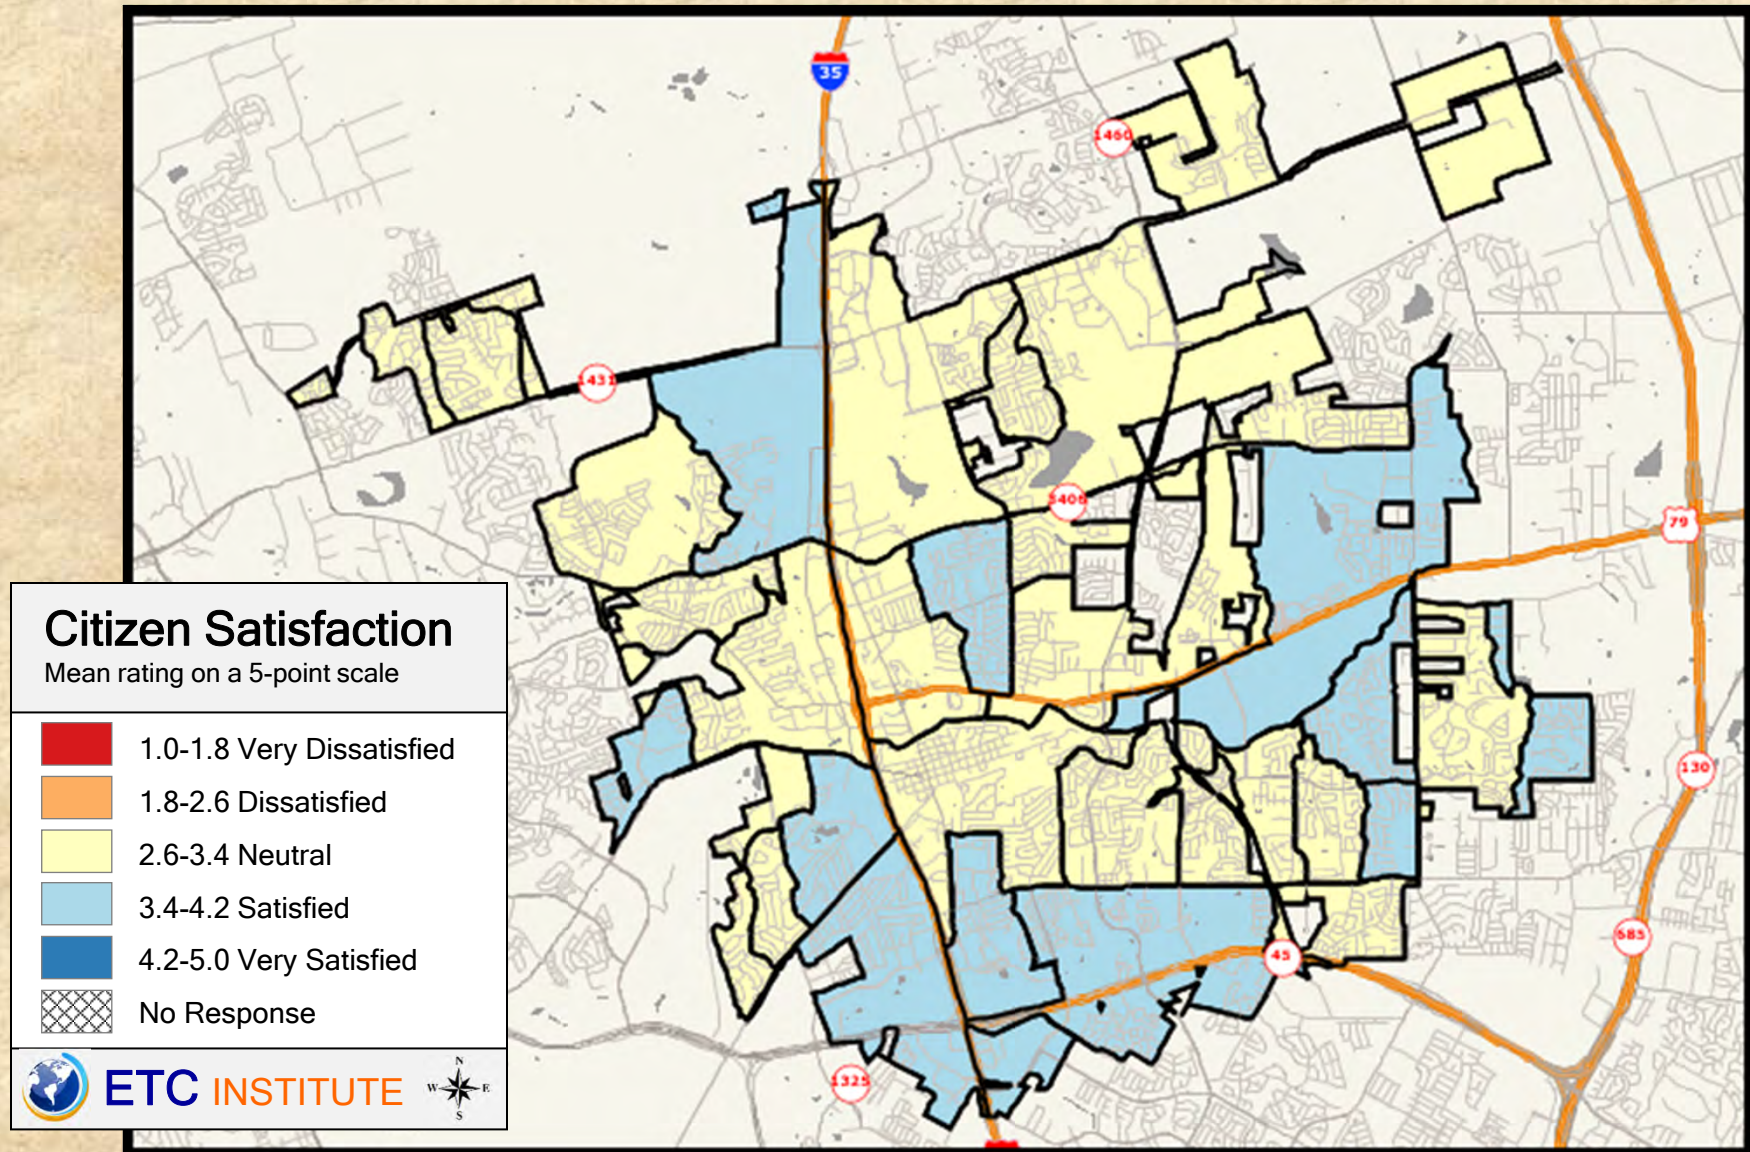 35
1460
1431
3406
79
Citizen Satisfaction
Mean rating on a 5-point scale
1.0-1.8 Very Dissatisfied
1.8-2.6 Dissatisfied
2.6-3.4 Neutral
3.4-4.2 Satisfied
4.2-5.0 Very Satisfied
No Response
130
685
45
1325
ETC INSTITUTE
N
W E
S